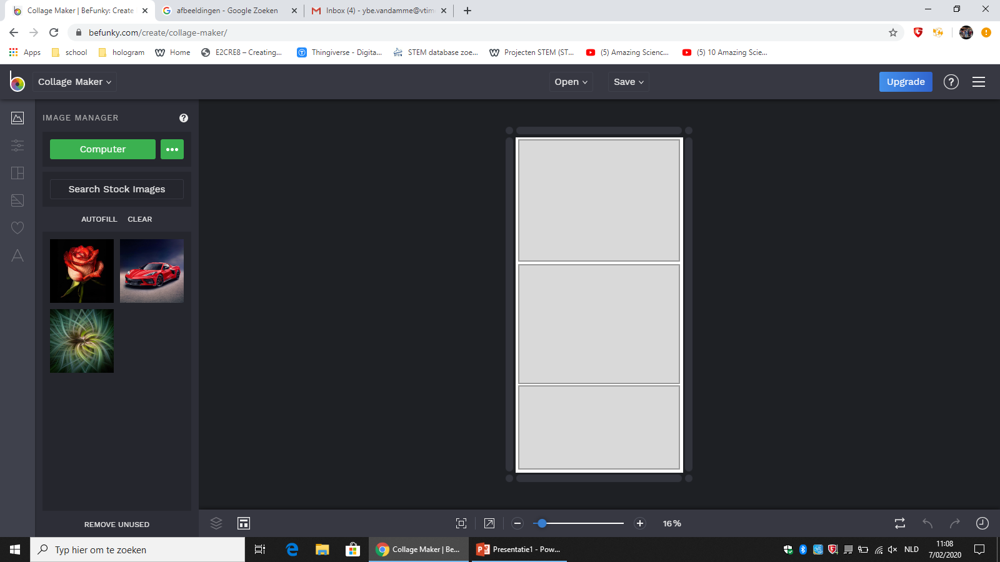 Collage Maker | BeFunky: Create
afbeeldingen - Google Zoeken
Inbox (4) - ybe.vandamme@vtim
befunky.com/create/collage-maker/
Apps
school
hologram
Home
E2CRE8 – Creating...
Thingiverse - Digita...
STEM database zoe...
Projecten STEM (ST...
(5) Amazing Scienc...
(5) 10 Amazing Scie...
Collage Maker
Open
Save
Upgrade
IMAGE MANAGER
Computer
Search Stock Images
AUTOFILL CLEAR
REMOVE UNUSED
16%
Typ hier om te zoeken
Collage Maker | Be...
Presentatie1 - Pow...
NLD
11:08
7/02/2020